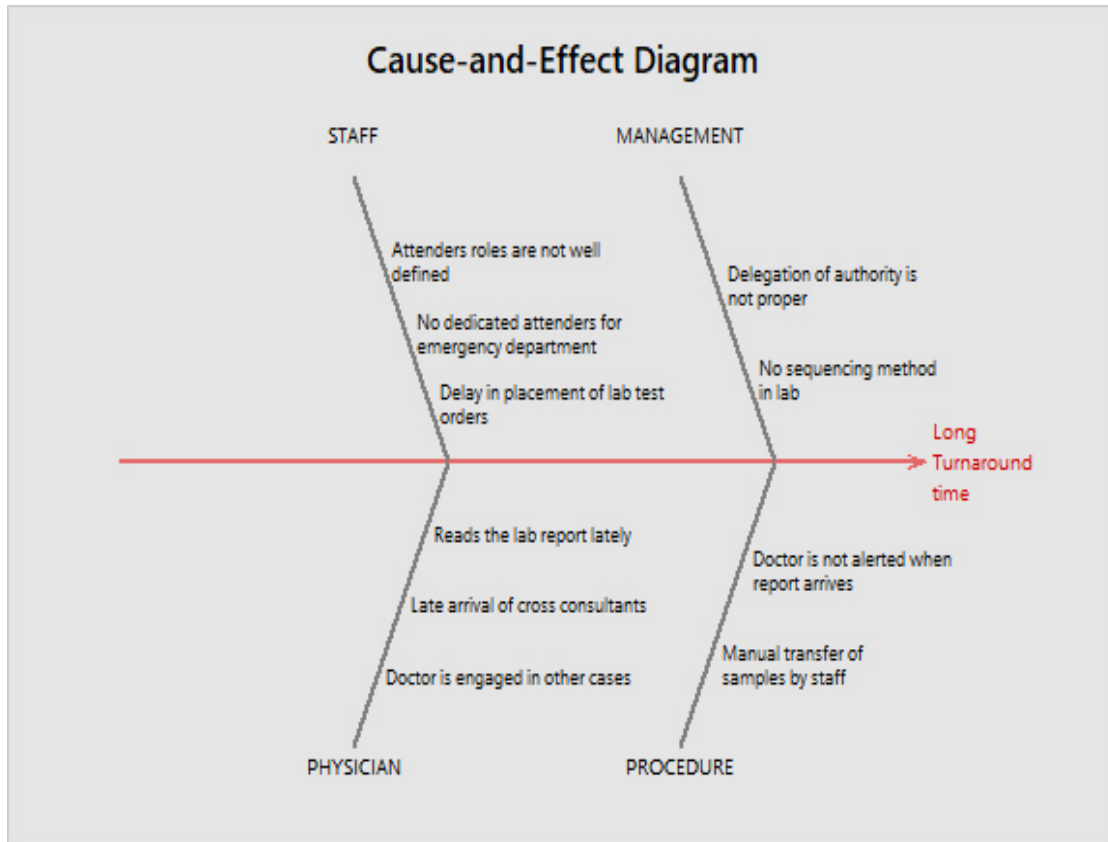 Cause-and-Effect Diagram
STAFF
MANAGEMENT
Attenders roles are not well
defined
No dedicated attenders for
emergency department
Delay in placement of lab test
orders
Delegation of authority is
not proper
No sequencing method
in lab
Long
Turnaround
time
Reads the lab report lately
Late arrival of cross consultants
Doctor is engaged in other cases
Doctor is not alerted when
report arrives
Manual transfer of
samples by staff
PHYSICIAN
PROCEDURE